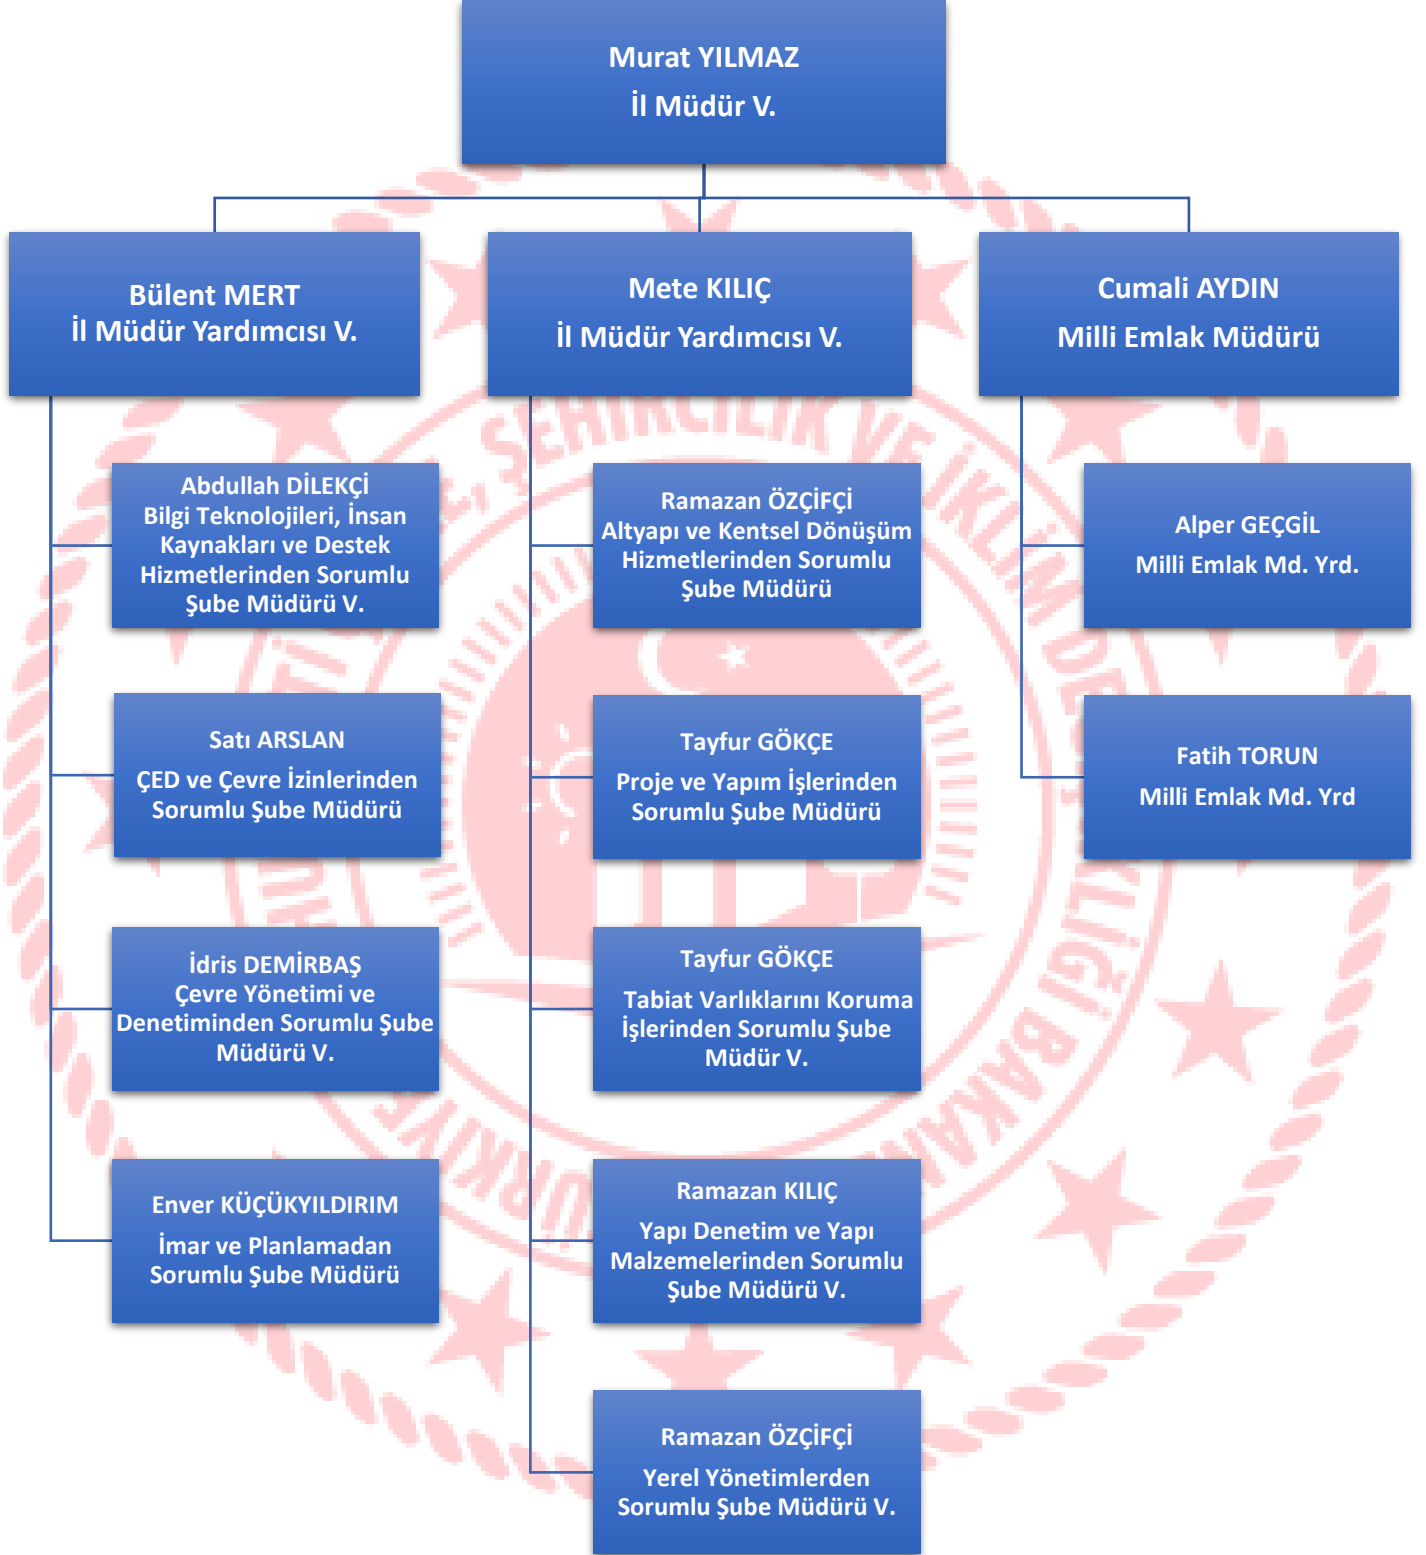 Murat YILMAZ
İl Müdür V.
Bülent MERT
İl Müdür Yardımcısı V.
Mete KILIÇ
İl Müdür Yardımcısı V.
Cumali AYDIN
Milli Emlak Müdürü
Abdullah DİLEKÇİ
Bilgi Teknolojileri, İnsan
Kaynakları ve Destek
Hizmetlerinden Sorumlu
Şube Müdürü V.
Satı ARSLAN
ÇED ve Çevre İzinlerinden
Sorumlu Şube Müdürü
İdris DEMİRBAŞ
Çevre Yönetimi ve
Denetiminden Sorumlu Şube
Müdürü V.
Enver KÜÇÜKYILDIRIM
İmar ve Planlamadan
Sorumlu Şube Müdürü
Ramazan ÖZÇİFÇİ
Altyapı ve Kentsel Dönüşüm
Hizmetlerinden Sorumlu
Şube Müdürü
Tayfur GÖKÇE
Proje ve Yapım İşlerinden
Sorumlu Şube Müdürü
Tayfur GÖKÇE
Tabiat Varlıklarını Koruma
İşlerinden Sorumlu Şube
Müdür V.
Ramazan KILIÇ
Yapı Denetim ve Yapı
Malzemelerinden Sorumlu
Şube Müdürü V.
Ramazan ÖZÇİFÇİ
Yerel Yönetimlerden
Sorumlu Şube Müdürü V.
Alper GEÇGİL
Milli Emlak Md. Yrd.
Fatih TORUN
Milli Emlak Md. Yrd
ŞEHİRCİLİK VE İKLİM